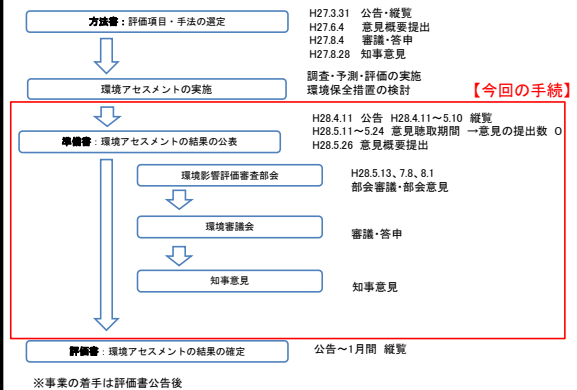 方法書：評価項目・手法の選定
H27.3.31 公告・縦覧
H27.6.4 意見概要提出
H27.8.4 審議・答申
H27.8.28 知事意見
環境アセスメントの実施
調査・予測・評価の実施
環境保全措置の検討
【今回の手続】
準備書：環境アセスメントの結果の公表
H28.4.11 公告 H28.4.11～5.10 縦覧
H28.5.11～5.24 意見聴取期間 →意見の提出数 0
H28.5.26 意見概要提出
環境影響評価審査部会
H28.5.13、7.8、8.1
部会審議・部会意見
環境審議会
審議・答申
知事意見
知事意見
評価書：環境アセスメントの結果の確定
公告～1月間 縦覧
※事業の着手は評価書公告後